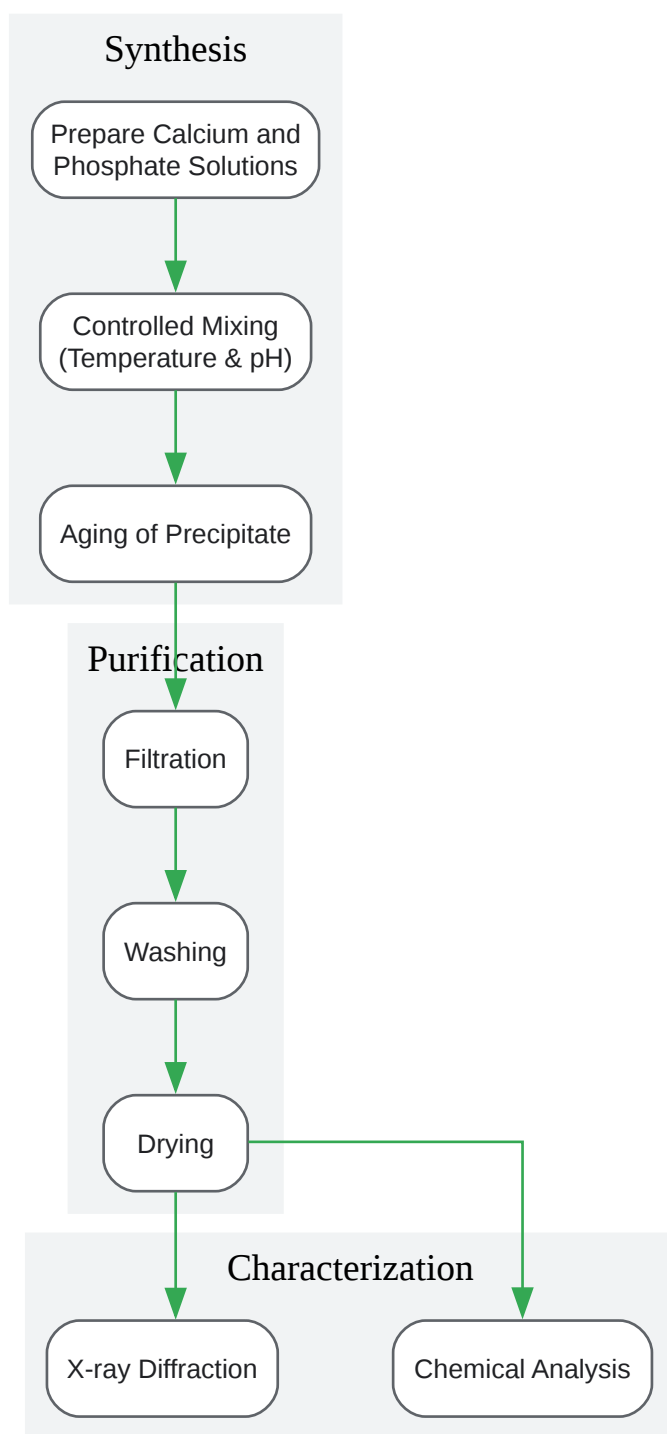 Synthesis
Prepare Calcium and
Phosphate Solutions
Controlled Mixing
(Temperature & pH)
Aging of Precipitate
Purification
Filtration
Washing
Drying
Characterization
X-ray Diffraction
Chemical Analysis